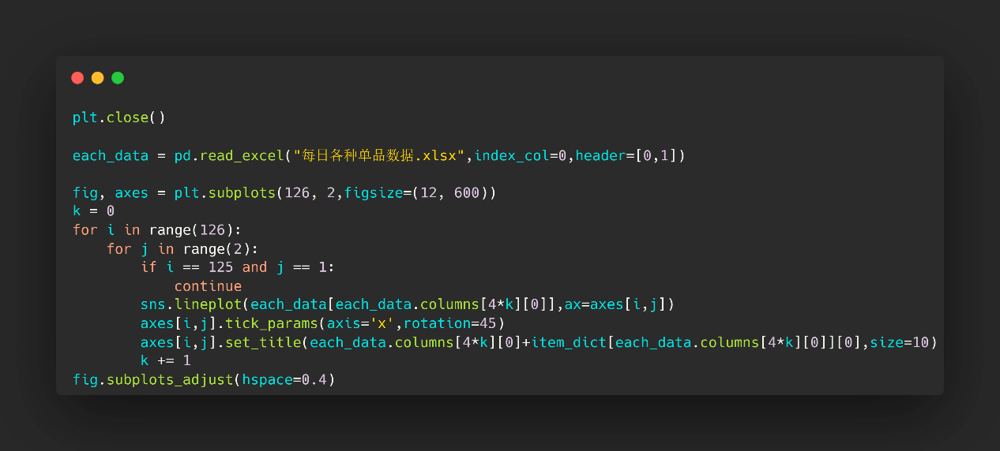 plt.close()
each_data = pd.read_excel("每日各种单品数据.xlsx",index_col=0,header=[0,1])
fig, axes = plt.subplots(126, 2,figsize=(12, 600))
k = 0
for i in range(126):
    for j in range(2):
        if i == 125 and j == 1:
            continue
        sns.lineplot(each_data[each_data.columns[4*k][0]],ax=axes[i,j])
        axes[i,j].tick_params(axis='x',rotation=45)
        axes[i,j].set_title(each_data.columns[4*k][0]+item_dict[each_data.columns[4*k][0]][0],size=10)
        k += 1
fig.subplots_adjust(hspace=0.4)